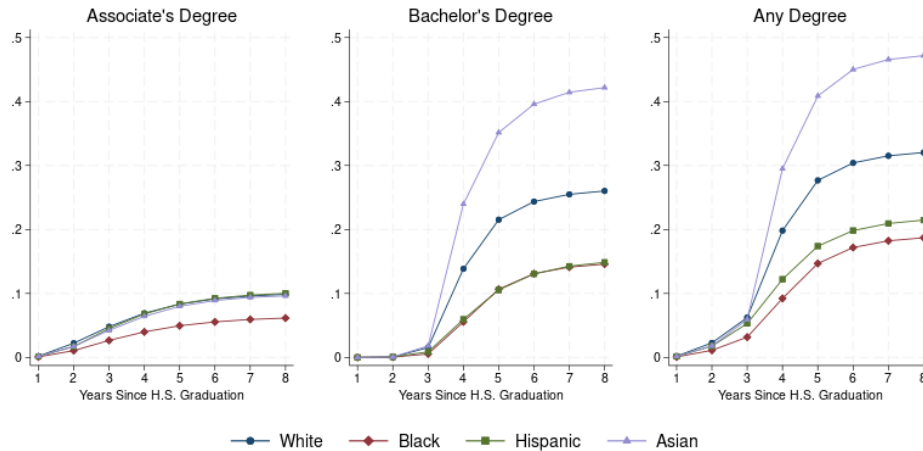 Associate's Degree
.5
.4
.3
.2
.1
0
1 2 3 4 5 6 7 8
Years Since H.S. Graduation
Bachelor's Degree
.5
.4
.3
.2
.1
0
1 2 3 4 5 6 7 8
Years Since H.S. Graduation
Any Degree
.5
.4
.3
.2
.1
0
1 2 3 4 5 6 7 8
Years Since H.S. Graduation
White Black Hispanic Asian